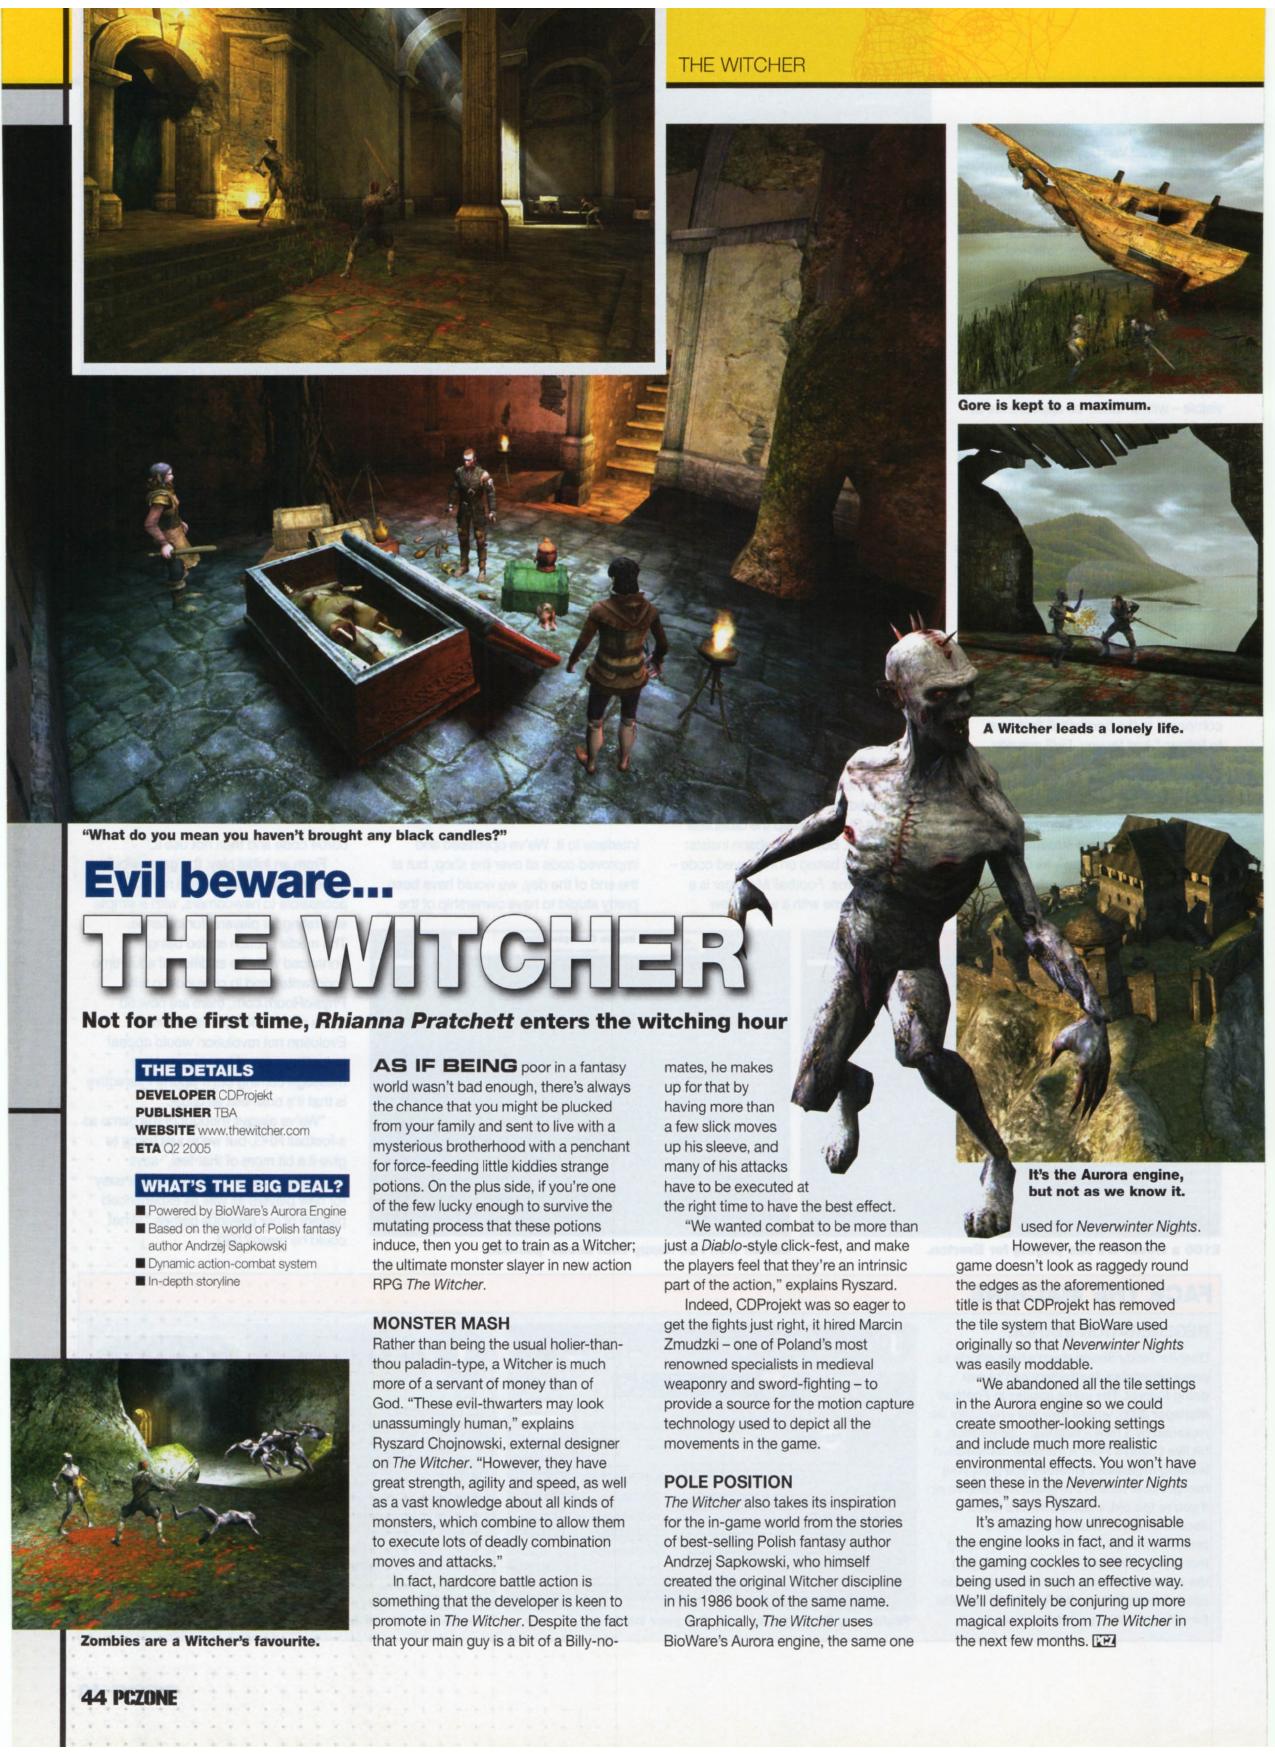 THE WITCHER
Gore is kept to a maximum.
A Witcher leads a lonely life.
"What do you mean you haven't brought any black candles?"
Evil beware...
THE WITCHER
Not for the first time, Rhianna Pratchett enters the witching hour
It's the Aurora engine,
but not as we know it.
THE DETAILS
DEVELOPER CDProjekt
PUBLISHER TBA
WEBSITE www.thewitcher.com
ETA Q2 2005
WHAT'S THE BIG DEAL?
■ Powered by BioWare's Aurora Engine
■ Based on the world of Polish fantasy
author Andrzej Sapkowski
■ Dynamic action-combat system
■ In-depth storyline
Zombies are a Witcher's favourite.
AS IF BEING poor in a fantasy
world wasn't bad enough, there's always
the chance that you might be plucked
from your family and sent to live with a
mysterious brotherhood with a penchant
for force-feeding little kiddies strange
potions. On the plus side, if you're one
of the few lucky enough to survive the
mutating process that these potions
induce, then you get to train as a Witcher;
the ultimate monster slayer in new action
RPG The Witcher.
MONSTER MASH
Rather than being the usual holier-than-
thou paladin-type, a Witcher is much
more of a servant of money than of
God. "These evil-thwarters may look
unassumingly human," explains
Ryszard Chojnowski, external designer
on The Witcher. "However, they have
great strength, agility and speed, as well
as a vast knowledge about all kinds of
monsters, which combine to allow them
to execute lots of deadly combination
moves and attacks."
In fact, hardcore battle action is
something that the developer is keen to
promote in The Witcher. Despite the fact
that your main guy is a bit of a Billy-no-
mates, he makes
up for that by
having more than
a few slick moves
up his sleeve, and
many of his attacks
have to be executed at
the right time to have the best effect.
"We wanted combat to be more than
just a Diablo-style click-fest, and make
the players feel that they're an intrinsic
part of the action," explains Ryszard.
Indeed, CDProjekt was so eager to
get the fights just right, it hired Marcin
Zmudzki – one of Poland's most
renowned specialists in medieval
weaponry and sword-fighting – to
provide a source for the motion capture
technology used to depict all the
movements in the game.
POLE POSITION
The Witcher also takes its inspiration
for the in-game world from the stories
of best-selling Polish fantasy author
Andrzej Sapkowski, who himself
created the original Witcher discipline
in his 1986 book of the same name.
Graphically, The Witcher uses
BioWare's Aurora engine, the same one
used for Neverwinter Nights.
However, the reason the
game doesn't look as raggedy round
the edges as the aforementioned
title is that CDProjekt has removed
the tile system that BioWare used
originally so that Neverwinter Nights
was easily moddable.
"We abandoned all the tile settings
in the Aurora engine so we could
create smoother-looking settings
and include much more realistic
environmental effects. You won't have
seen these in the Neverwinter Nights
games," says Ryszard.
It's amazing how unrecognisable
the engine looks in fact, and it warms
the gaming cockles to see recycling
being used in such an effective way.
We'll definitely be conjuring up more
magical exploits from The Witcher in
the next few months. PCZ
44 PCZONE